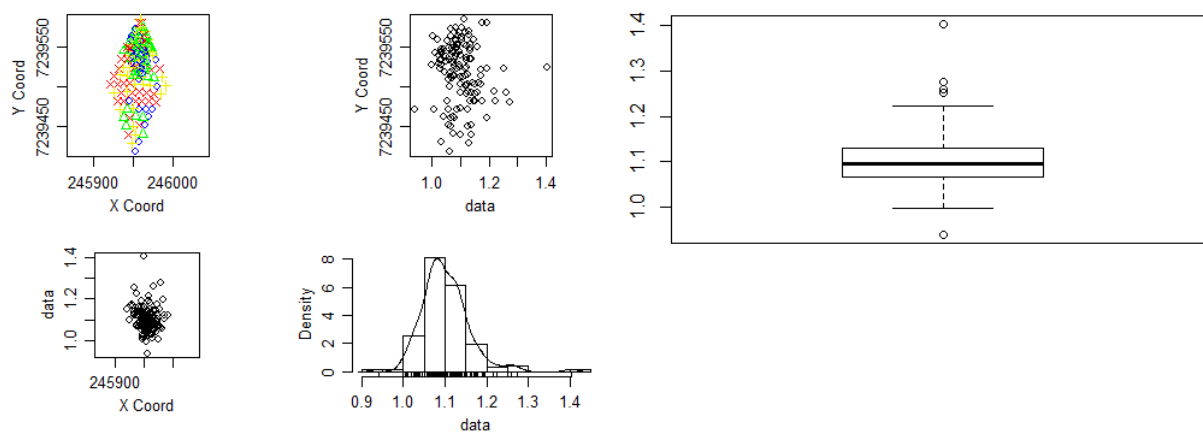 7239550
7239450
Y Coord
245900 246000
X Coord
7239550
7239450
Y Coord
1.0 1.2 1.4
data
1.4
1.3
1.2
1.1
1.0
1.4
1.2
1.0
data
245900
X Coord
8
6
4
2
0
Density
0.9 1.0 1.1 1.2 1.3 1.4
data